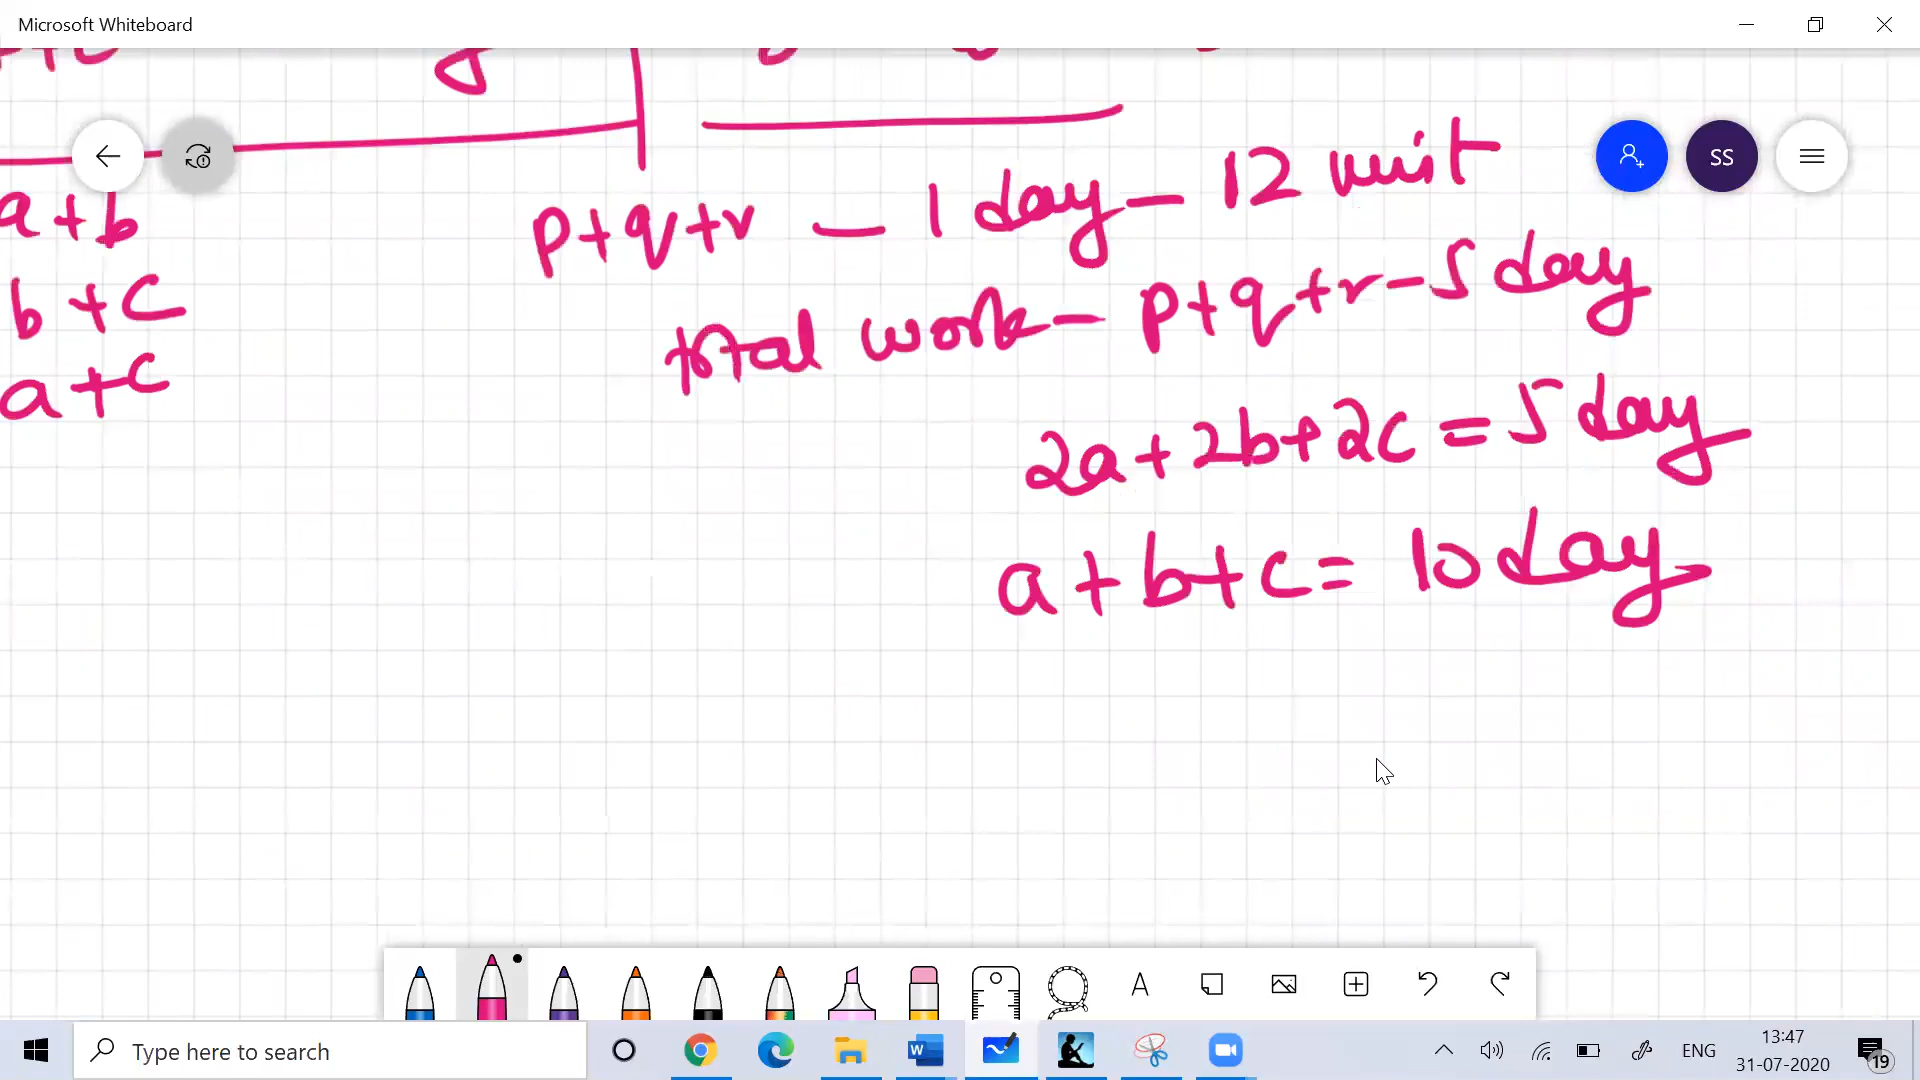 Microsoft Whiteboard
SS
p+q+r - 1 day - 12 unit
total work - p+q+r - 5 day
2a+2b+2c = 5 day
a+b+c = 10 day
a+b
b+c
a+c
A
Type here to search
ENG
13:47
31-07-2020
19